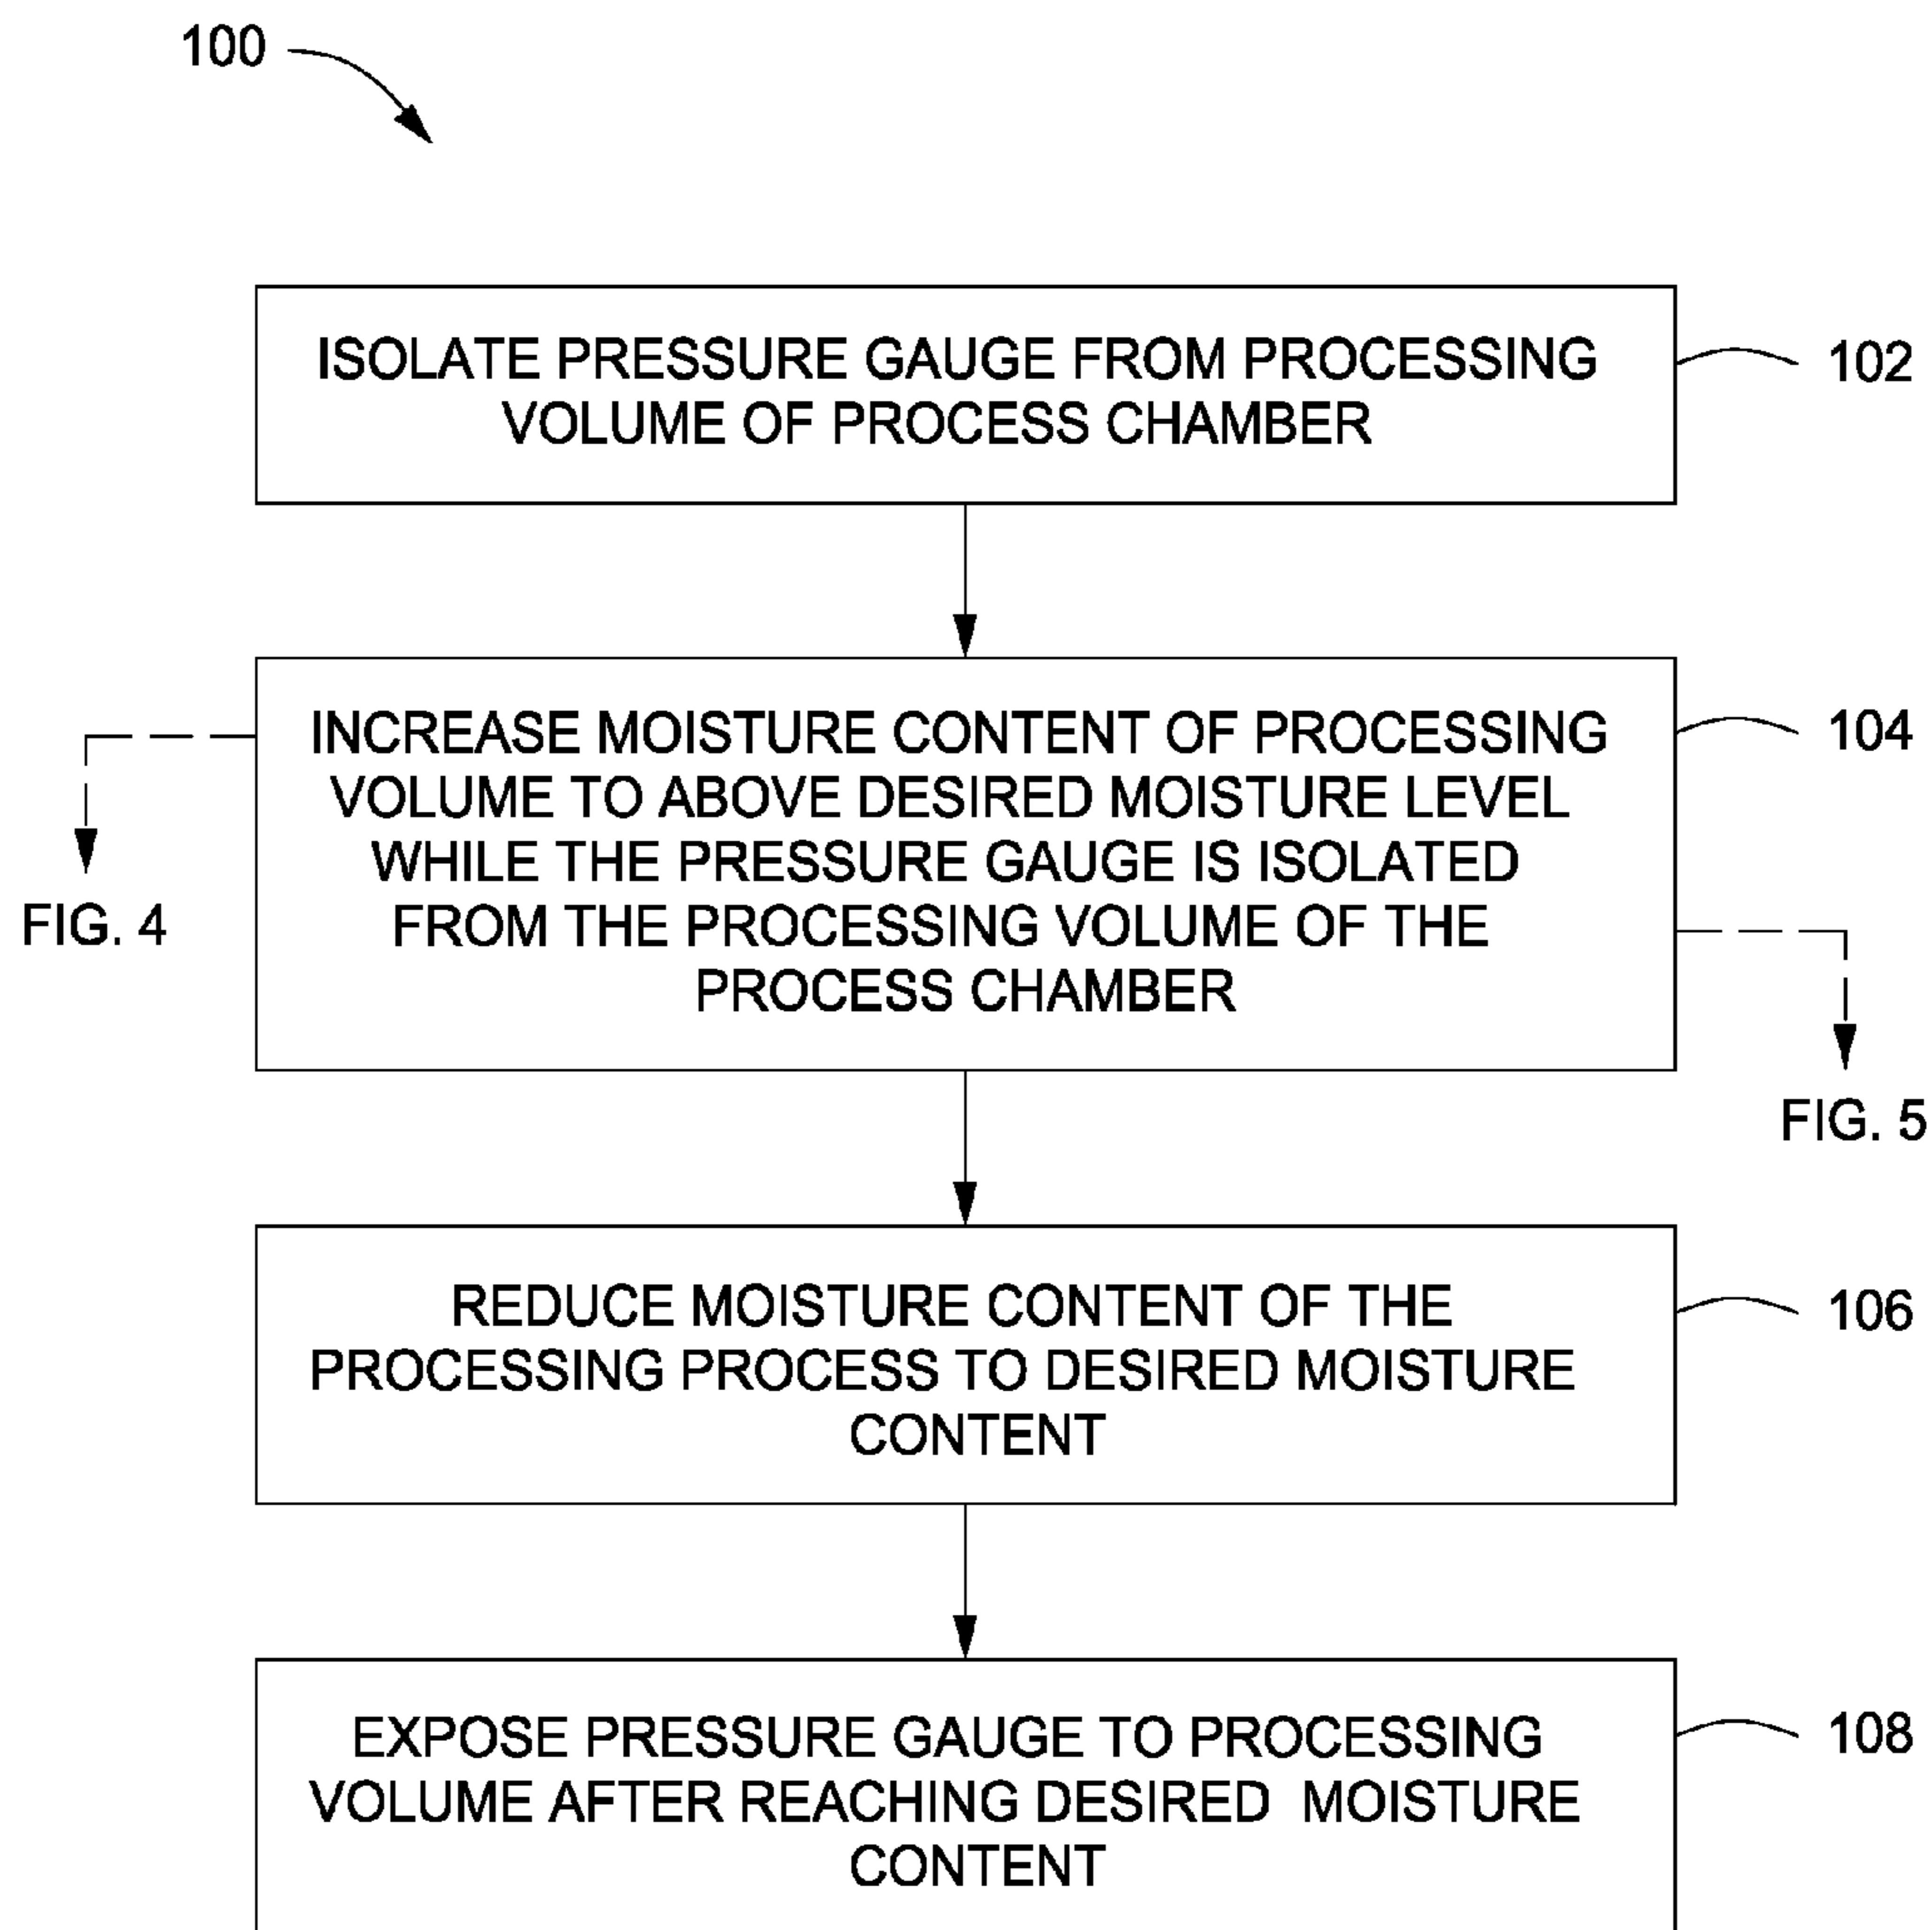 100
ISOLATE PRESSURE GAUGE FROM PROCESSING
VOLUME OF PROCESS CHAMBER
102
INCREASE MOISTURE CONTENT OF PROCESSING
VOLUME TO ABOVE DESIRED MOISTURE LEVEL
WHILE THE PRESSURE GAUGE IS ISOLATED
FROM THE PROCESSING VOLUME OF THE
PROCESS CHAMBER
104
FIG. 4
FIG. 5
REDUCE MOISTURE CONTENT OF THE
PROCESSING PROCESS TO DESIRED MOISTURE
CONTENT
106
EXPOSE PRESSURE GAUGE TO PROCESSING
VOLUME AFTER REACHING DESIRED MOISTURE
CONTENT
108